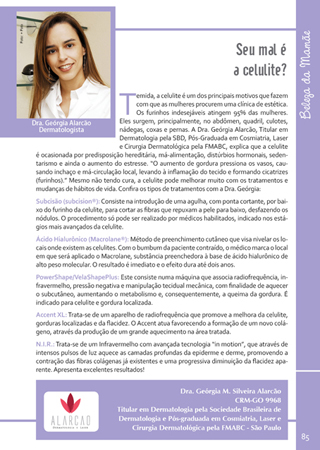 Beleza da Mamãe
Seu mal é
a celulite?
Dra. Geórgia Alarcão
Dermatologista
Temida, a celulite é um dos principais motivos que fazem
com que as mulheres procurem uma clínica de estética.
Os furinhos indesejáveis atingem 95% das mulheres.
Eles surgem, principalmente, no abdômen, quadril, culotes,
nádegas, coxas e pernas. A Dra. Geórgia Alarcão, Titular em
Dermatologia pela SBD, Pós-Graduada em Cosmiatria, Laser
e Cirurgia Dermatológica pela FMABC, explica que a celulite
é ocasionada por predisposição hereditária, má-alimentação, distúrbios hormonais, seden-
tarismo e ainda o aumento do estresse. "O aumento de gordura pressiona os vasos, cau-
sando inchaço e má-circulação local, levando à inflamação do tecido e formando cicatrizes
(furinhos)." Mesmo não tendo cura, a celulite pode melhorar muito com os tratamentos e
mudanças de hábitos de vida. Confira os tipos de tratamentos com a Dra. Geórgia:
Subcisão (subcision®): Consiste na introdução de uma agulha, com ponta cortante, por bai-
xo do furinho da celulite, para cortar as fibras que repuxam a pele para baixo, desfazendo os
nódulos. O procedimento só pode ser realizado por médicos habilitados, indicado nos está-
gios mais avançados da celulite.
Ácido Hialurônico (Macrolane®): Método de preenchimento cutâneo que visa nivelar os lo-
cais onde existem as celulites. Com o bumbum da paciente contraído, o médico marca o local
em que será aplicado o Macrolane, substância preenchedora à base de ácido hialurônico de
alto peso molecular. O resultado é imediato e o efeito dura até dois anos.
PowerShape/VelaShapePlus: Este consiste numa máquina que associa radiofrequência, in-
fravermelho, pressão negativa e manipulação tecidual mecânica, com finalidade de aquecer
o subcutâneo, aumentando o metabolismo e, consequentemente, a queima da gordura. É
indicado para celulite e gordura localizada.
Accent XL: Trata-se de um aparelho de radiofrequência que promove a melhora da celulite,
gorduras localizadas e da flacidez. O Accent atua favorecendo a formação de um novo colá-
geno, através da produção de um grande aquecimento na área tratada.
N.I.R.: Trata-se de um Infravermelho com avançada tecnologia "in motion", que através de
intensos pulsos de luz aquece as camadas profundas da epiderme e derme, promovendo a
contração das fibras colágenas já existentes e uma progressiva diminuição da flacidez apa-
rente. Apresenta excelentes resultados!
ALARCÃO
Dra. Geórgia M. Silveira Alarcão
CRM-GO 9968
Titular em Dermatologia pela Sociedade Brasileira de
Dermatologia e Pós-graduada em Cosmiatria, Laser e
Cirurgia Dermatológica pela FMABC - São Paulo
85